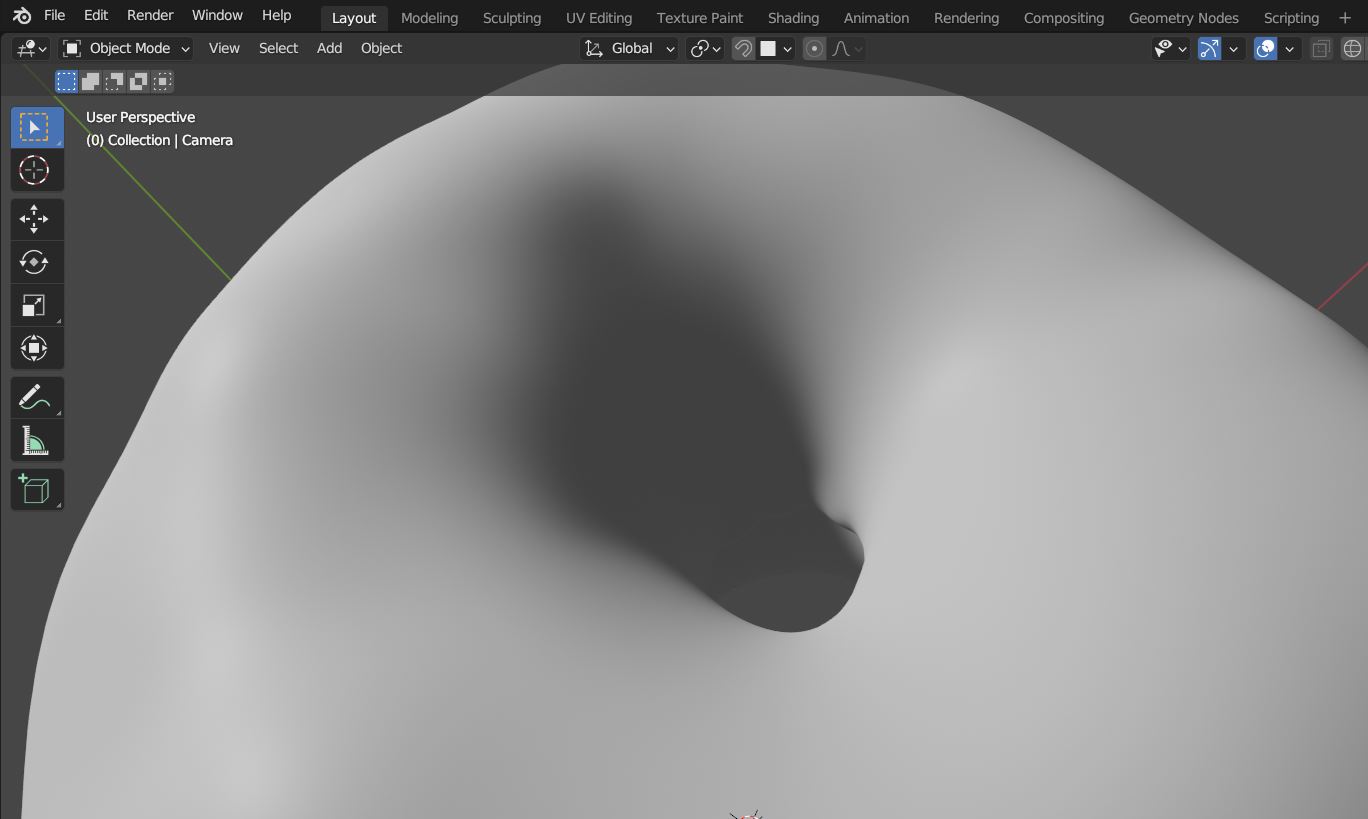 File Edit Render Window Help Layout Modeling Sculpting UV Editing Texture Paint Shading Animation Rendering Compositing Geometry Nodes Scripting +
Object Mode View Select Add Object Global
User Perspective
(0) Collection | Camera